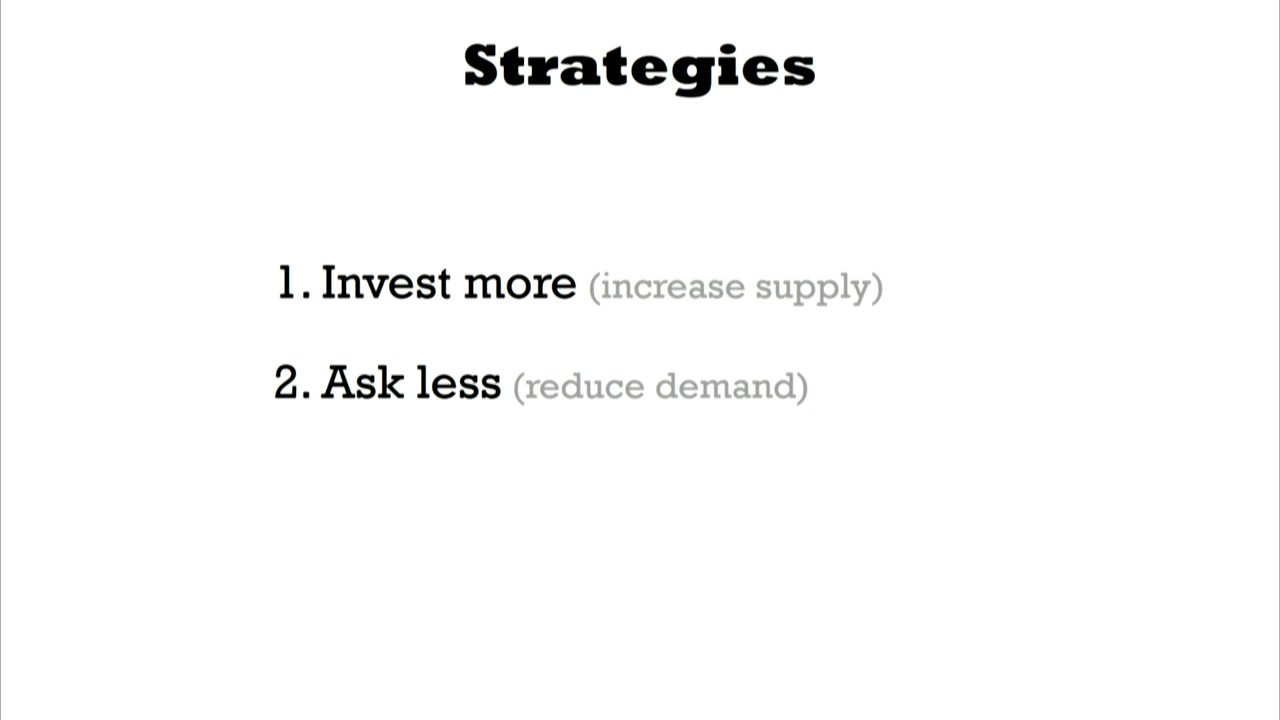 Strategies
1. Invest more (increase supply)
2. Ask less (reduce demand)